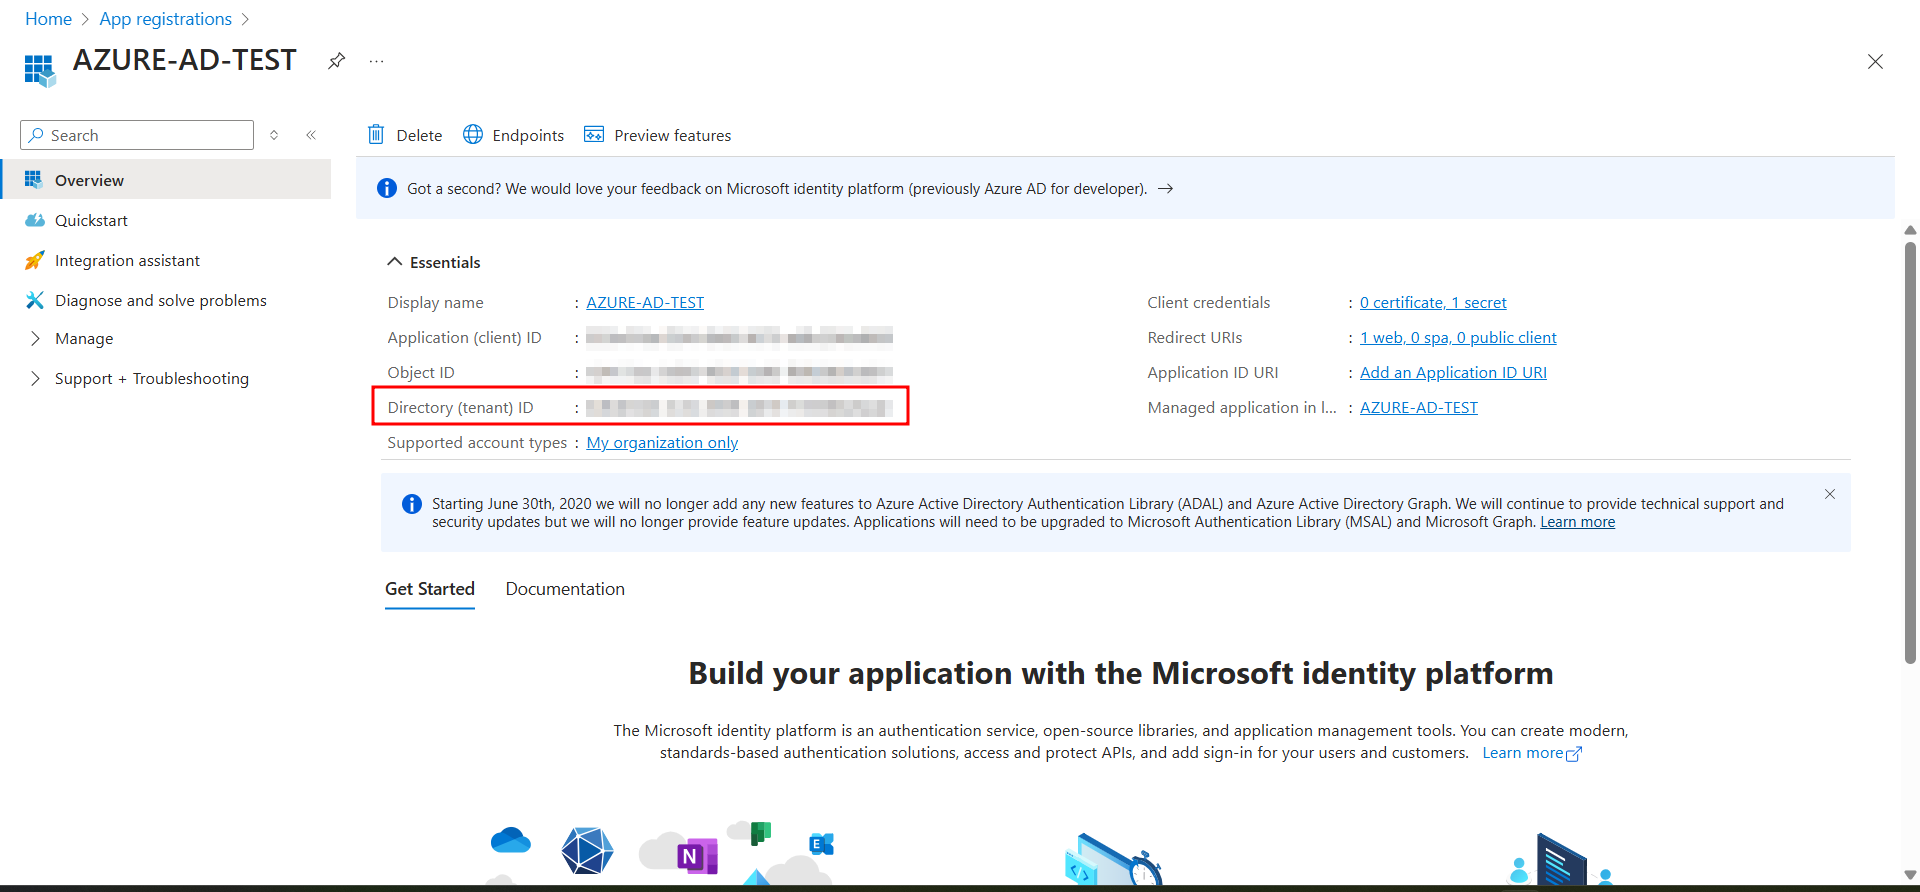 Home > App registrations >
AZURE-AD-TEST
Search
Delete
Endpoints
Preview features
Overview
Got a second? We would love your feedback on Microsoft identity platform (previously Azure AD for developer). →
Quickstart
Integration assistant
Diagnose and solve problems
Manage
Support + Troubleshooting
Essentials
Display name : AZURE-AD-TEST
Application (client) ID :
Object ID :
Directory (tenant) ID :
Supported account types : My organization only
Client credentials : 0 certificate, 1 secret
Redirect URIs : 1 web, 0 spa, 0 public client
Application ID URI : Add an Application ID URI
Managed application in l... : AZURE-AD-TEST
Starting June 30th, 2020 we will no longer add any new features to Azure Active Directory Authentication Library (ADAL) and Azure Active Directory Graph. We will continue to provide technical support and
security updates but we will no longer provide feature updates. Applications will need to be upgraded to Microsoft Authentication Library (MSAL) and Microsoft Graph. Learn more
Get Started
Documentation
Build your application with the Microsoft identity platform
The Microsoft identity platform is an authentication service, open-source libraries, and application management tools. You can create modern,
standards-based authentication solutions, access and protect APIs, and add sign-in for your users and customers. Learn more
N
E